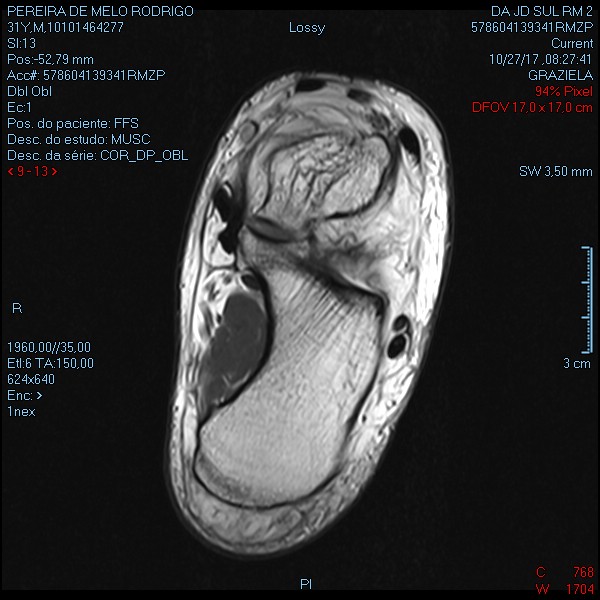 PEREIRA DE MELO RODRIGO
31Y,M,10101464277
Sl:13
Pos:-52,79 mm
Acc#: 578604139341RMZP
Dbl Obl
Ec:1
Pos. do paciente: FFS
Desc. do estudo: MUSC
Desc. da série: COR_DP_OBL
< 9 - 13 >
Lossy
DA JD SUL RM 2
578604139341RMZP
Current
10/27/17 ,08:27:41
GRAZIELA
94% Pixel
DFOV 17,0 x 17,0 cm
SW 3,50 mm
R
1960,00//35,00
Etl:6 TA:150,00
624x640
Enc: >
1nex
3 cm
PI
C 768
W 1704